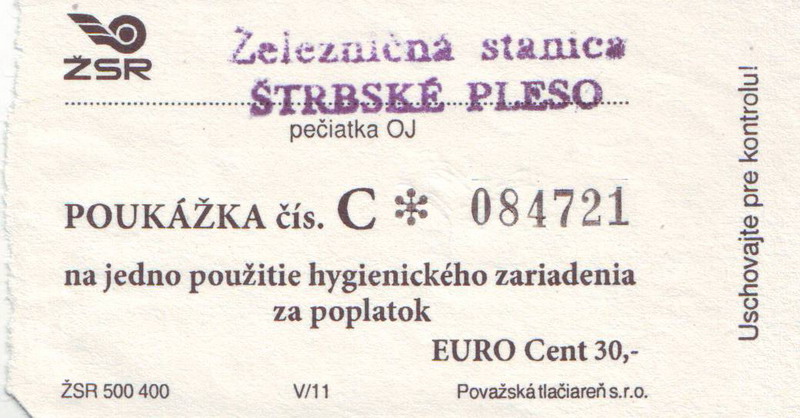 ŽSR
Železničná stanica
ŠTRBSKÉ PLESO
pečiatka OJ
POUKÁŽKA čís. C * 084721
na jedno použitie hygienického zariadenia
za poplatok
EURO Cent 30,-
ŽSR 500 400 V/11 Považská tlačiareň s.r.o.
Uschovajte pre kontrolu!